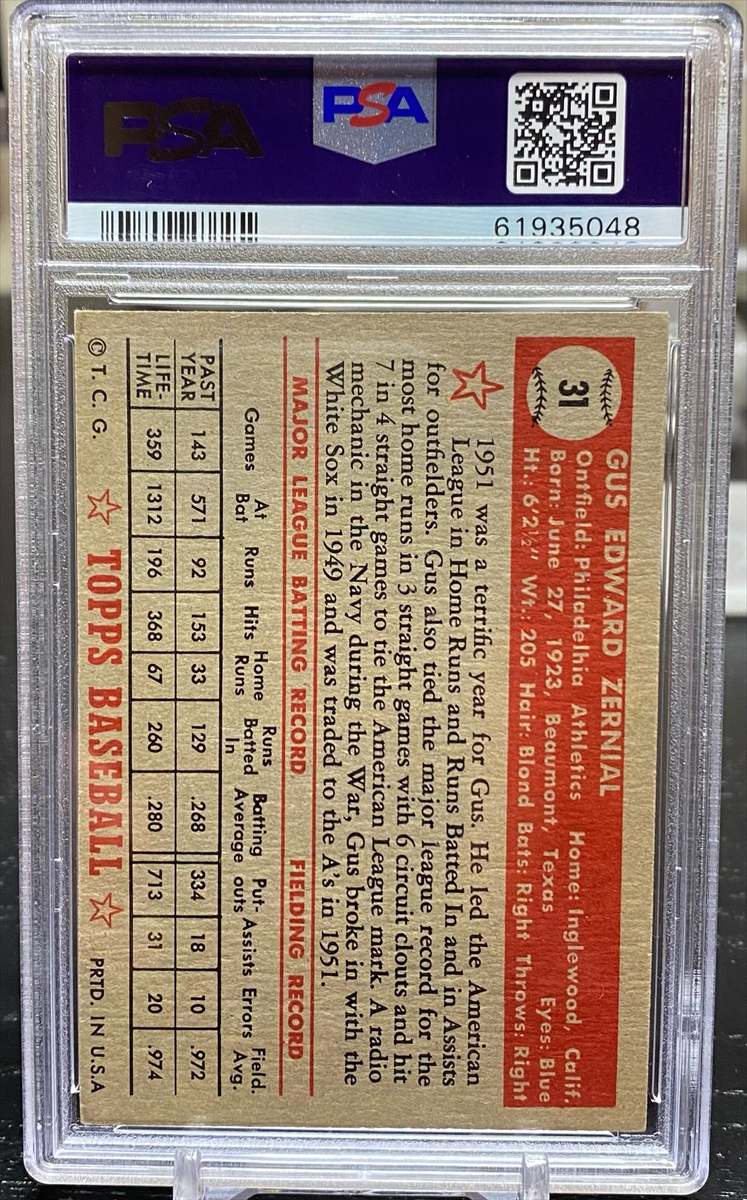 PSA
PSA
61935048
31
GUS EDWARD ZERNIAL
Outfield: Philadelphia Athletics Home: Inglewood, Calif.
Born: June 27, 1923, Beaumont, Texas Eyes: Blue
Ht.: 6'2½" Wt.: 205 Hair: Blond Bats: Right Throws: Right
1951 was a terrific year for Gus. He led the American
League in Home Runs and Runs Batted In and in Assists
for outfielders. Gus also tied the major league record for the
most home runs in 3 straight games with 6 circuit clouts and hit
7 in 4 straight games to tie the American League mark. A radio
mechanic in the Navy during the War, Gus broke in with the
White Sox in 1949 and was traded to the A's in 1951.
MAJOR LEAGUE BATTING RECORD FIELDING RECORD
Games At Bat Runs Hits Home Runs Runs Batted In Batting Average Put-outs Assists Errors Field. Avg.
PAST YEAR 143 571 92 153 33 129 .268 334 18 10 .972
LIFE-TIME 359 1312 196 368 67 260 .280 713 31 20 .974
© T. C. G. TOPPS BASEBALL PRTD. IN U.S.A